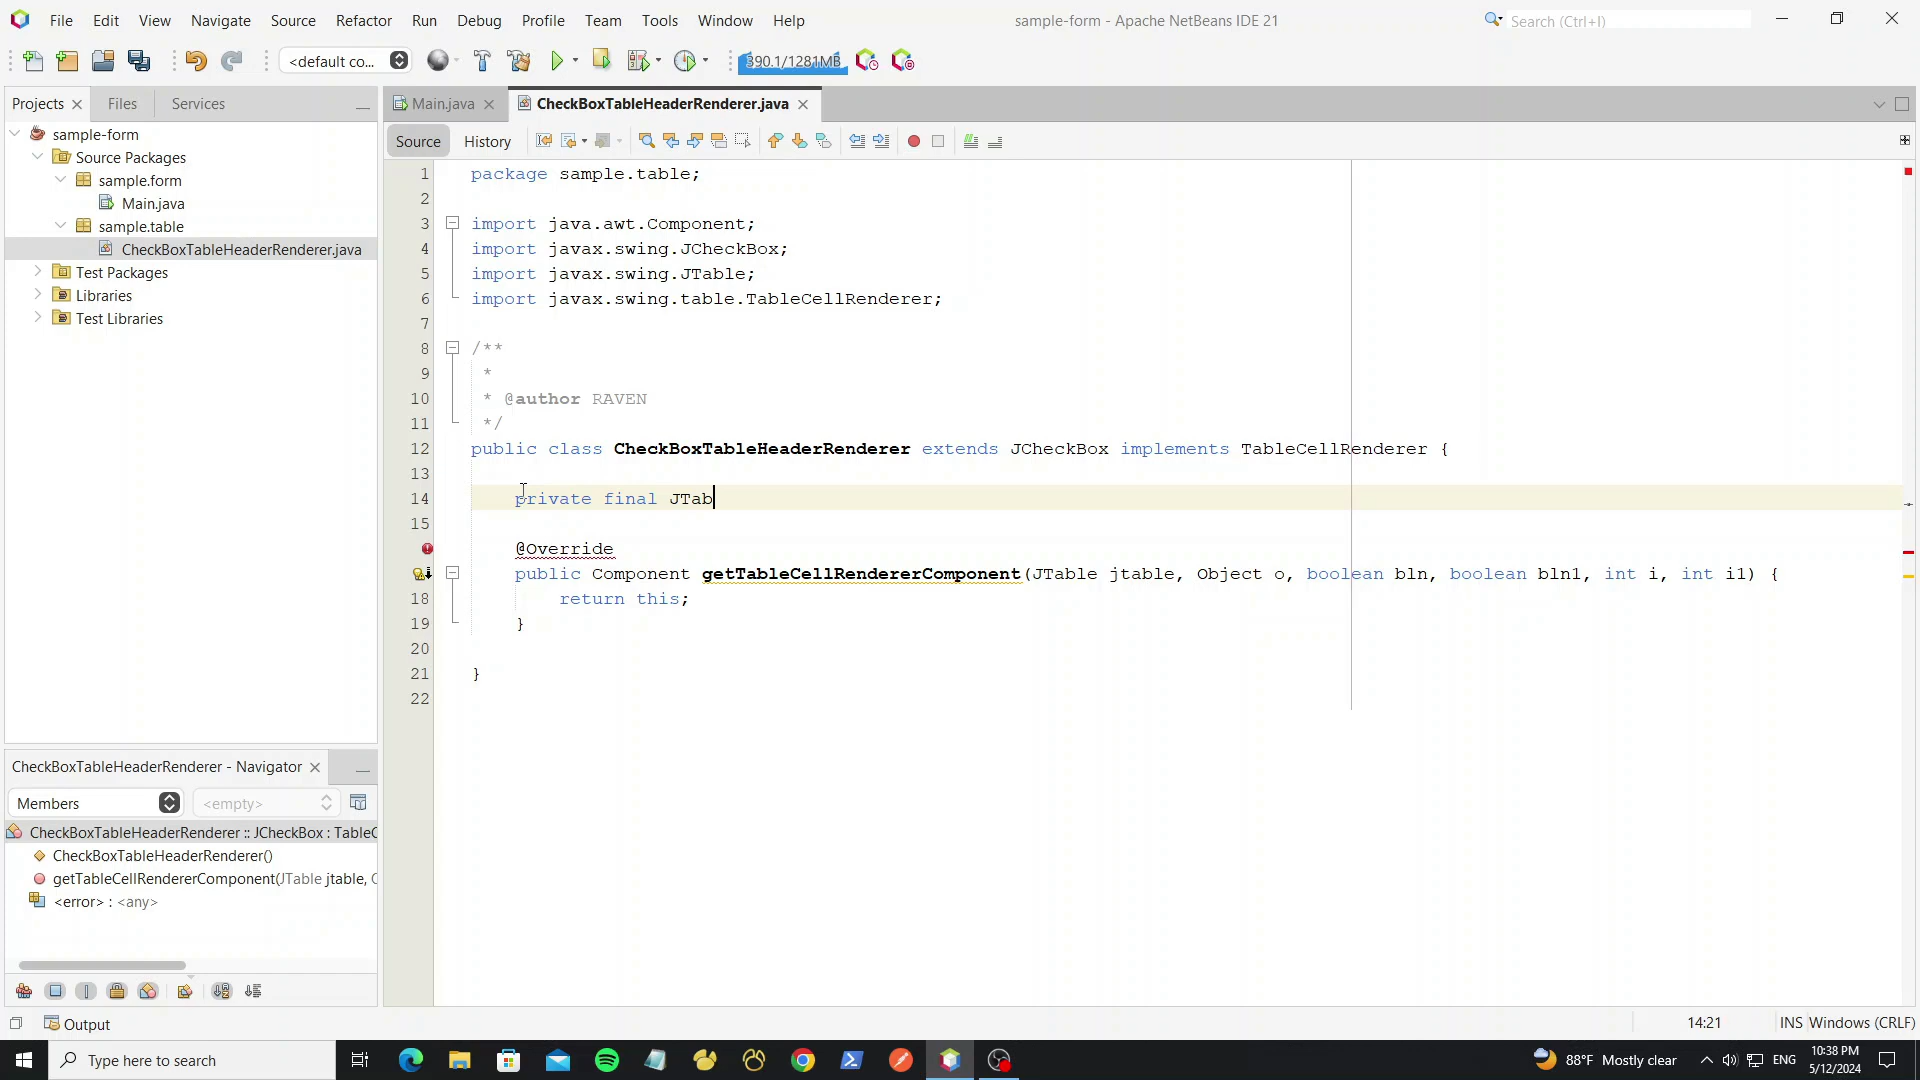 File Edit View Navigate Source Refactor Run Debug Profile Team Tools Window Help sample-form - Apache NetBeans IDE 21 Search (Ctrl+I)
<default co... 390.1/1281MB
Projects Files Services Main.java CheckBoxTableHeaderRenderer.java
Source History
sample-form
Source Packages
sample.form
Main.java
sample.table
CheckBoxTableHeaderRenderer.java
Test Packages
Libraries
Test Libraries
1 package sample.table;
2
3 import java.awt.Component;
4 import javax.swing.JCheckBox;
5 import javax.swing.JTable;
6 import javax.swing.table.TableCellRenderer;
7
8 /**
9 *
10 * @author RAVEN
11 */
12 public class CheckBoxTableHeaderRenderer extends JCheckBox implements TableCellRenderer {
13
14 private final JTab
15
@Override
public Component getTableCellRendererComponent(JTable jtable, Object o, boolean bln, boolean bln1, int i, int i1) {
18 return this;
19 }
20
21 }
22
CheckBoxTableHeaderRenderer - Navigator
Members <empty>
CheckBoxTableHeaderRenderer :: JCheckBox : TableC
CheckBoxTableHeaderRenderer()
getTableCellRendererComponent(JTable jtable,
<error> : <any>
Output 14:21 INS Windows (CRLF)
Type here to search 88°F Mostly clear ENG 10:38 PM
5/12/2024